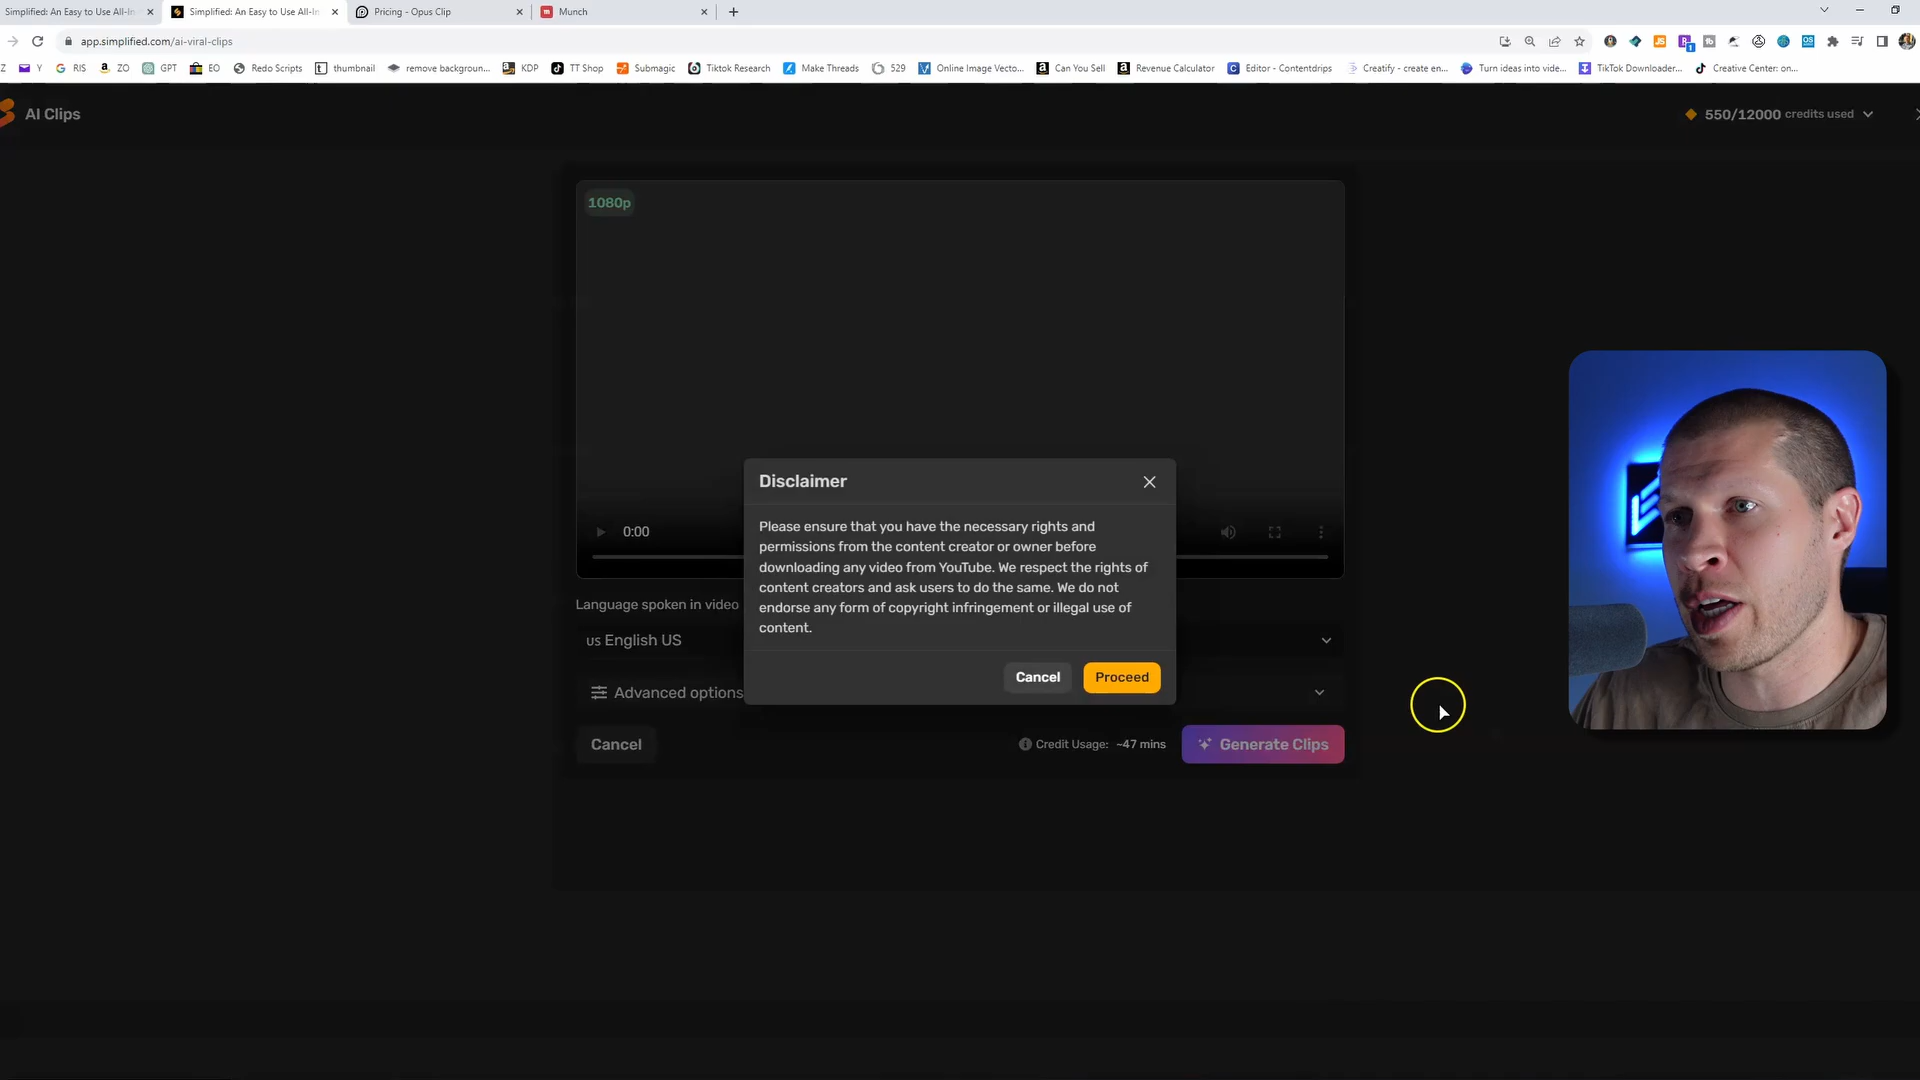 Simplified: An Easy to Use All-In
Simplified: An Easy to Use All-In
Pricing - Opus Clip
Munch
app.simplified.com/ai-viral-clips
Z
Y
RIS
ZO
GPT
EO
Redo Scripts
thumbnail
remove backgroun...
KDP
TT Shop
Submagic
Tiktok Research
Make Threads
529
Online Image Vecto...
Can You Sell
Revenue Calculator
Editor - Contentdrips
Creatify - create en...
Turn ideas into vide...
TikTok Downloader...
Creative Center: on...
AI Clips
550/12000 credits used
1080p
Disclaimer
Please ensure that you have the necessary rights and
permissions from the content creator or owner before
downloading any video from YouTube. We respect the rights of
content creators and ask users to do the same. We do not
endorse any form of copyright infringement or illegal use of
content.
Cancel
Proceed
0:00
Language spoken in video
US English US
Advanced options
Cancel
Credit Usage: ~47 mins
Generate Clips